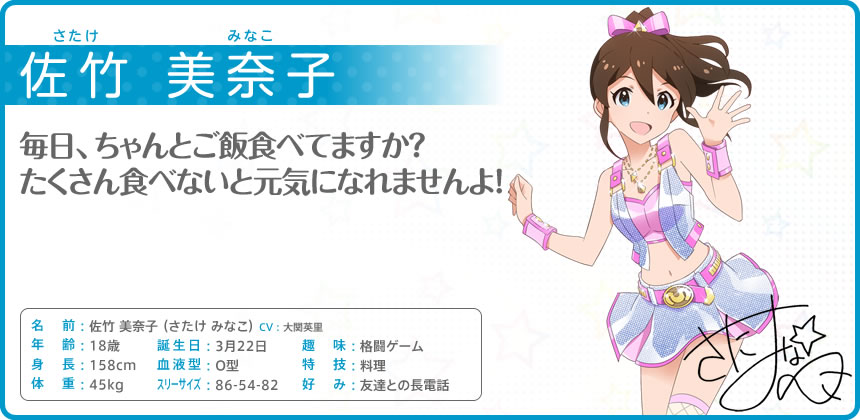 さたけ みなこ
佐竹 美奈子
毎日、ちゃんとご飯食べてますか?
たくさん食べないと元気になれませんよ!
名 前 : 佐竹 美奈子 (さたけ みなこ) CV : 大関英里
年 齢 : 18歳 誕生日 : 3月22日 趣 味 : 格闘ゲーム
身 長 : 158cm 血液型 : O型 特 技 : 料理
体 重 : 45kg スリーサイズ : 86-54-82 好 み : 友達との長電話
さたけみなこ